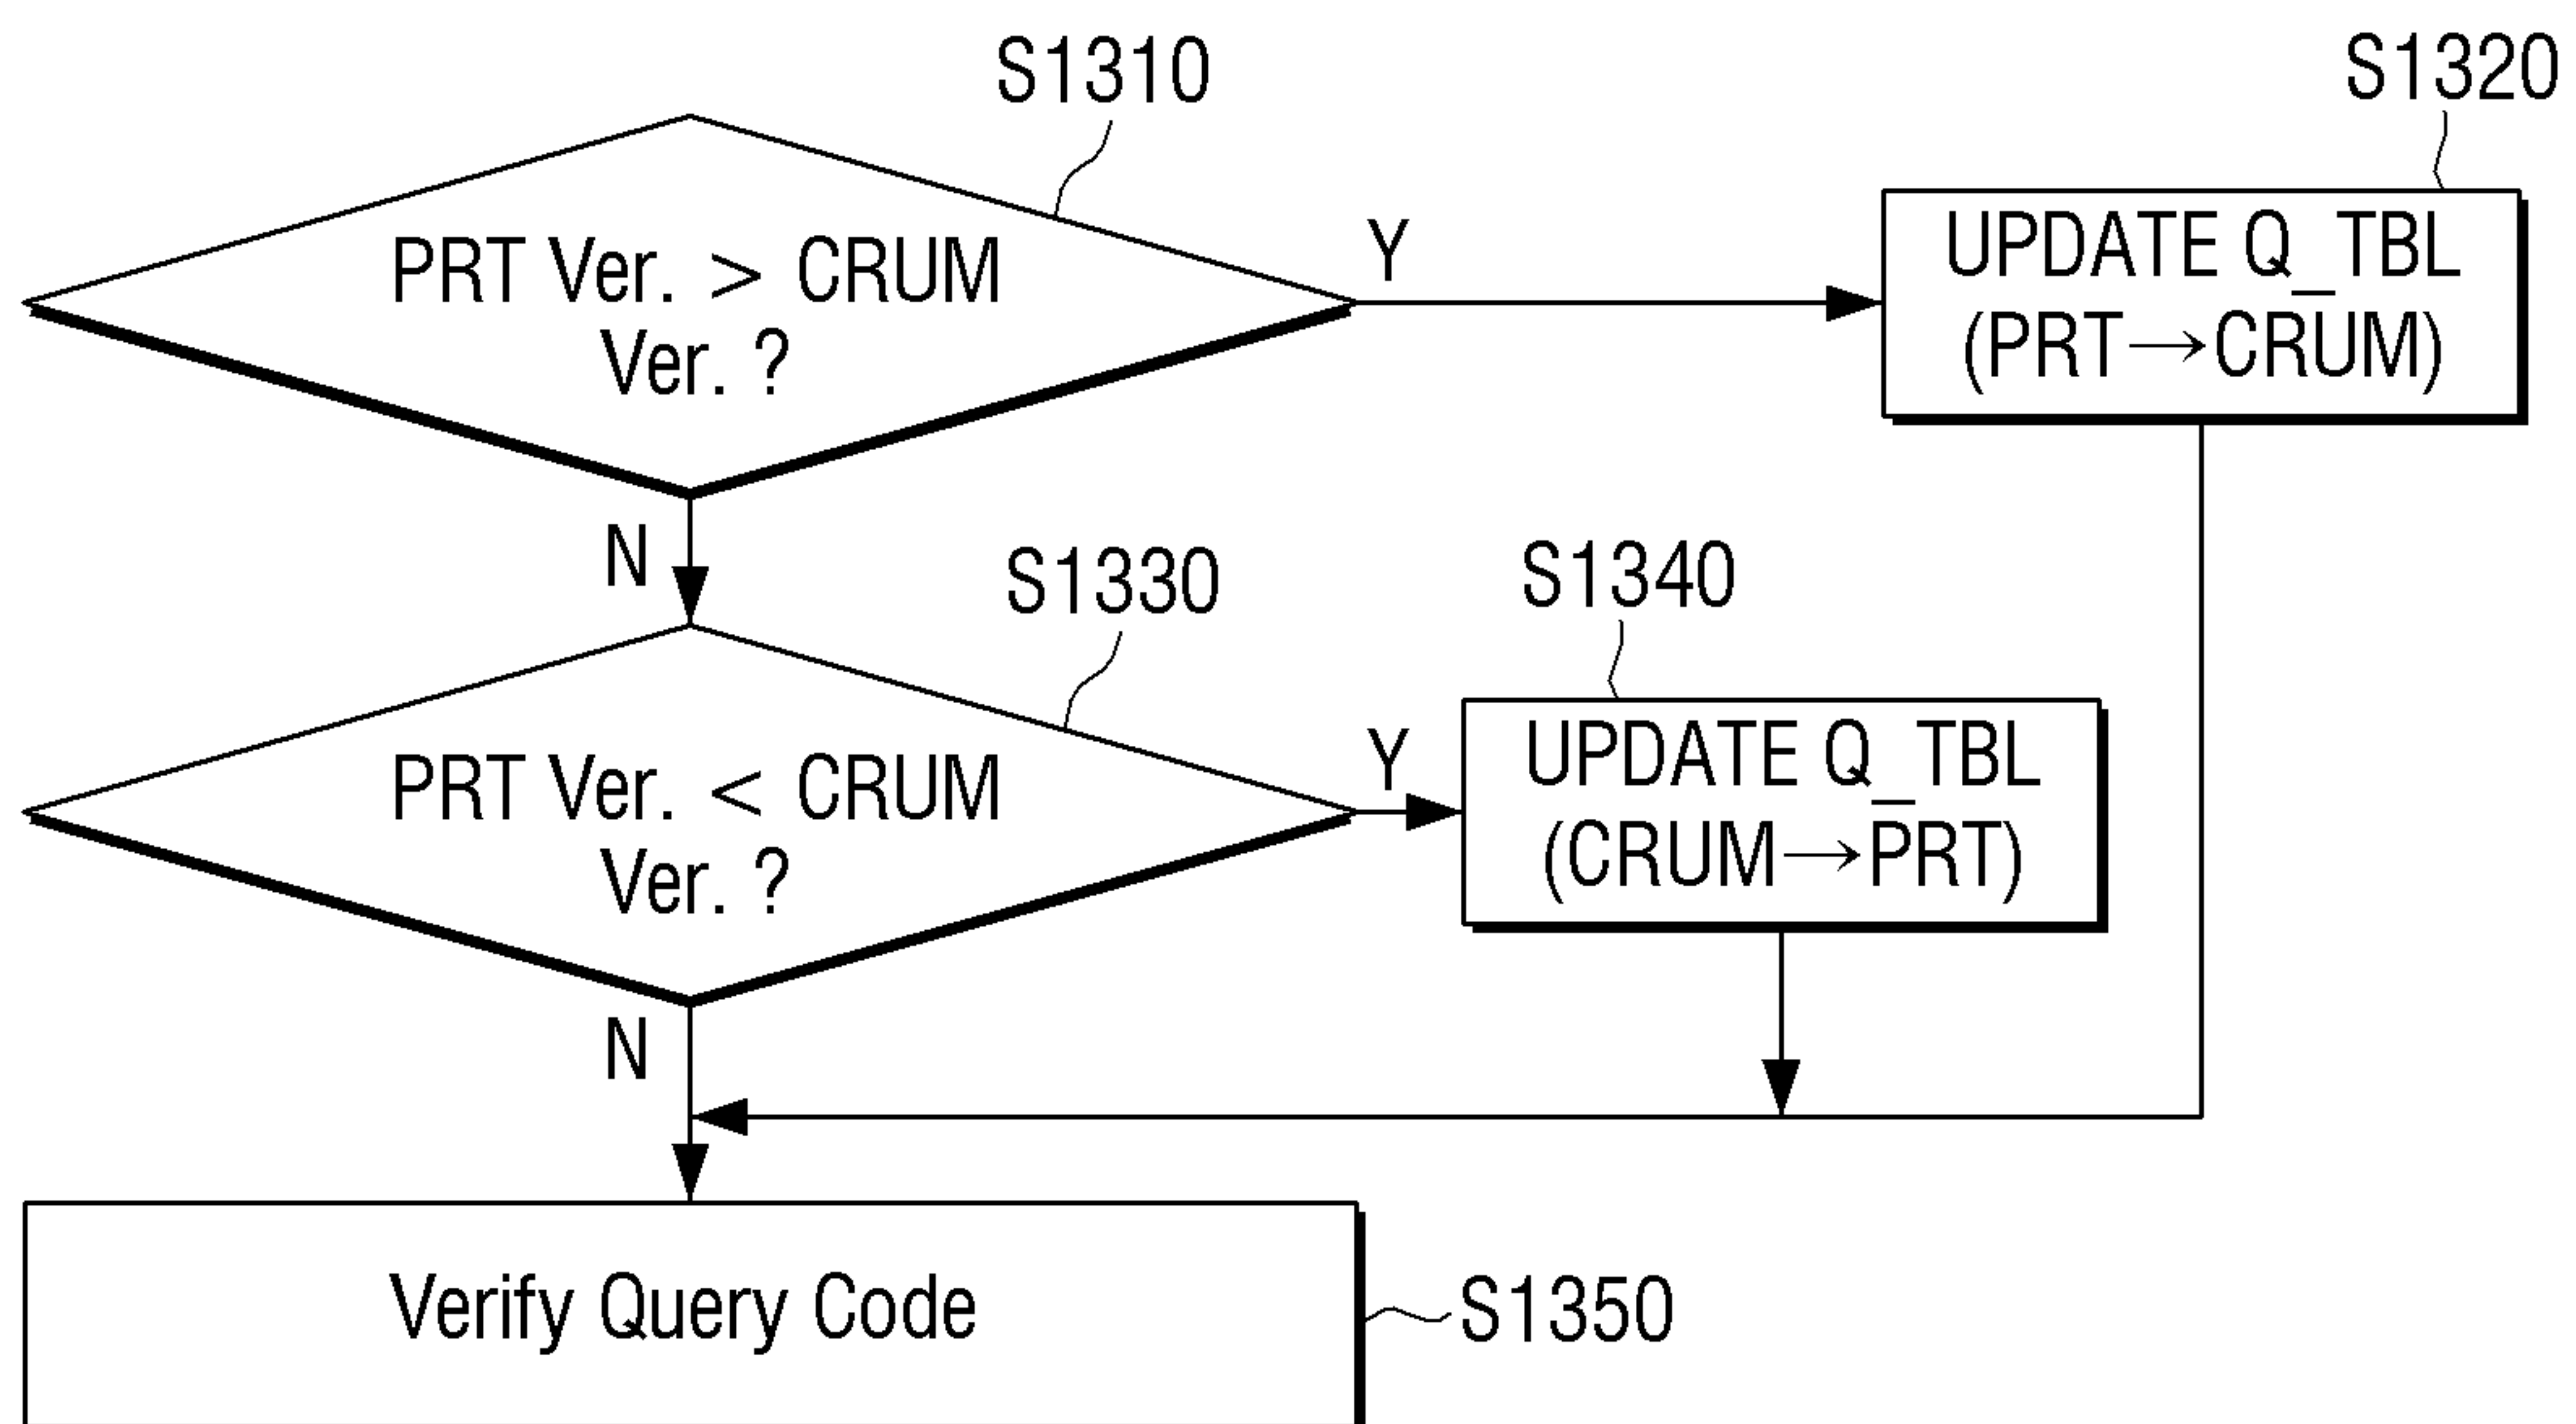 S1310
S1320
PRT Ver. > CRUM
Ver. ?
Y
UPDATE Q_TBL
(PRT→CRUM)
N
S1330
S1340
PRT Ver. < CRUM
Ver. ?
Y
UPDATE Q_TBL
(CRUM→PRT)
N
Verify Query Code
S1350